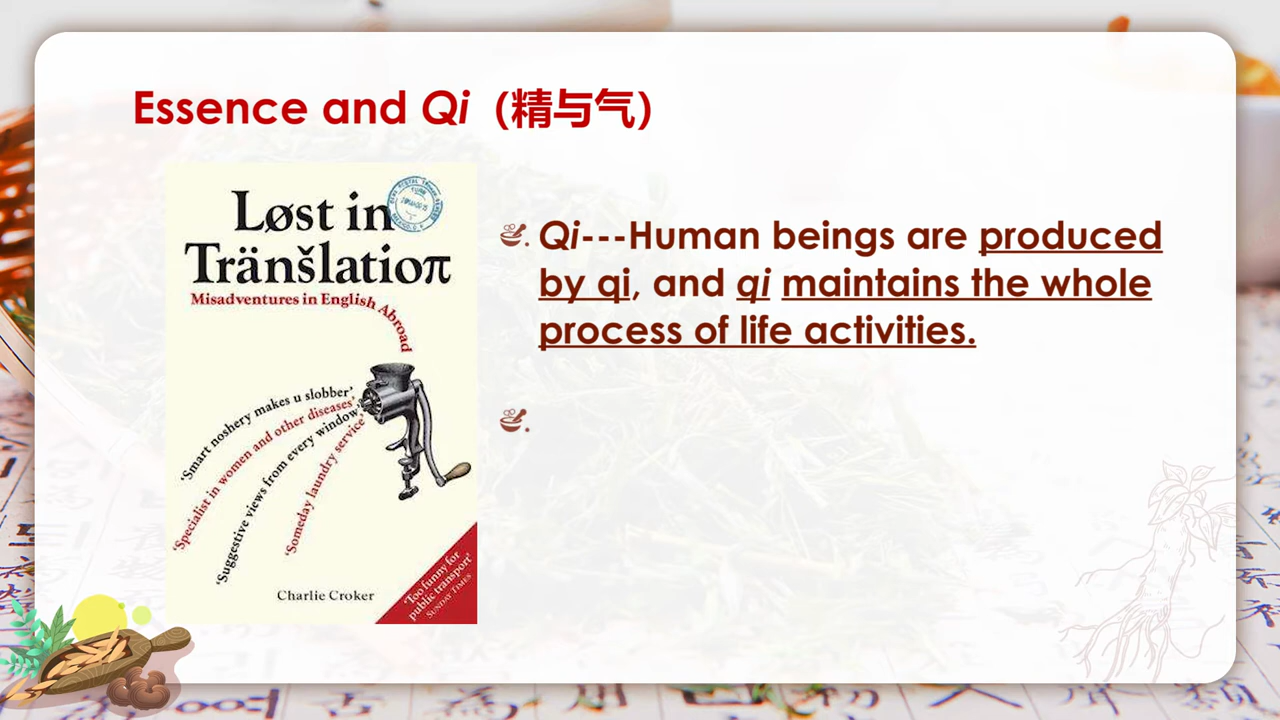 Essence and Qi (精与气)
Løst in
Tränšlatioπ
Misadventures in English Abroad
'Smart noshery makes u slobber'
'Specialist in women and other diseases'
'Suggestive views from every window'
'Someday laundry service'
Charlie Croker
'Too funny for
public transport'
SUNDAY TIMES
Qi---Human beings are produced
by qi, and qi maintains the whole
process of life activities.